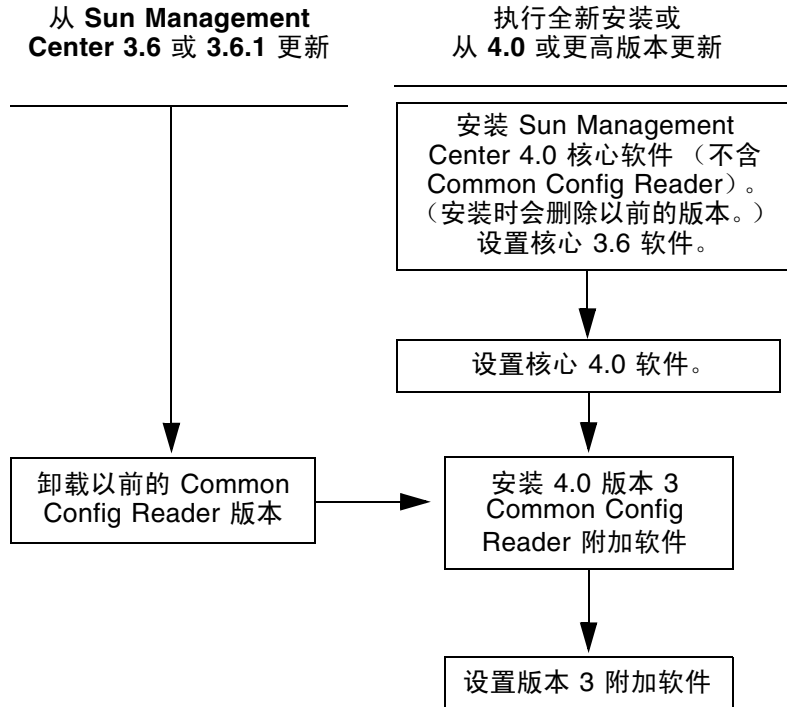 从 Sun Management
Center 3.6 或 3.6.1 更新
执行全新安装或
从 4.0 或更高版本更新
安装 Sun Management
Center 4.0 核心软件 (不含
Common Config Reader)。
(安装时会删除以前的版本。)
设置核心 3.6 软件。
设置核心 4.0 软件。
卸载以前的 Common
Config Reader 版本
安装 4.0 版本 3
Common Config
Reader 附加软件
设置版本 3 附加软件